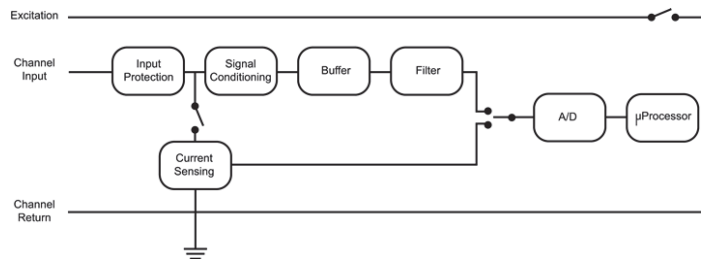 Excitation
Channel
Input
Input
Protection
Signal
Conditioning
Buffer
Filter
A/D
µProcessor
Current
Sensing
Channel
Return